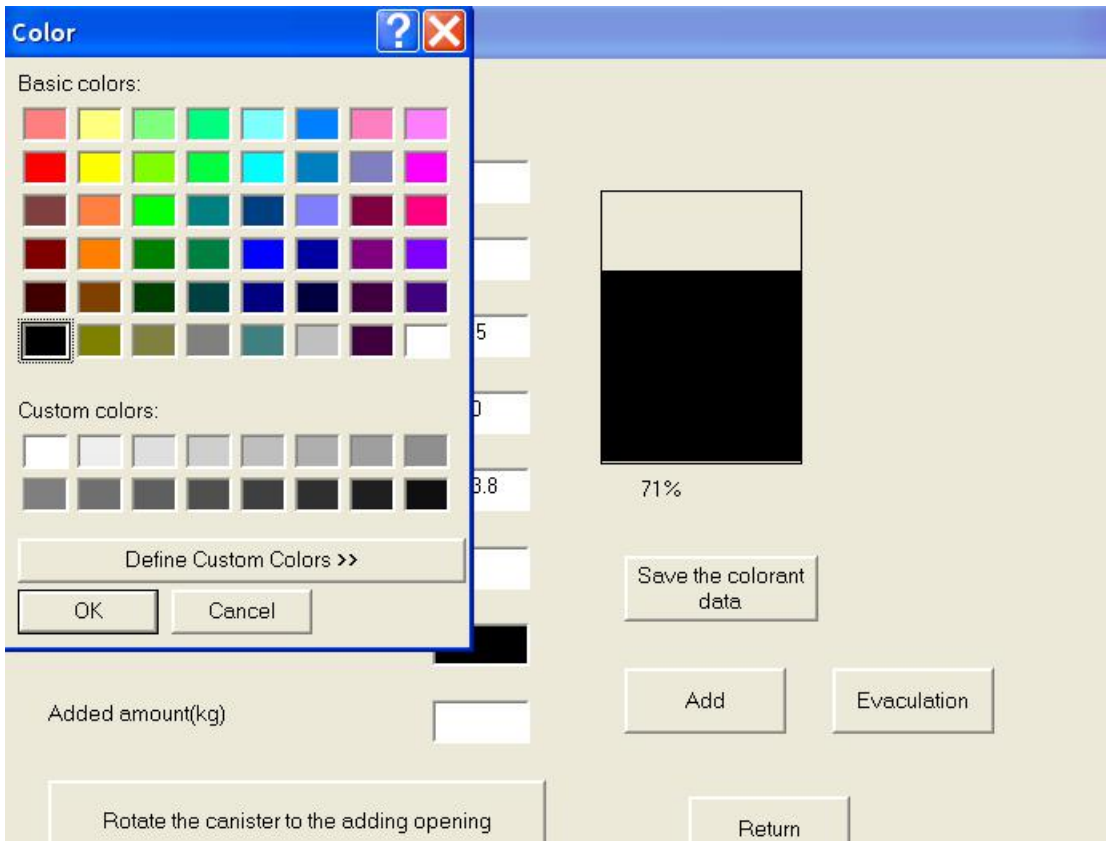 Color
Basic colors:
Custom colors:
Define Custom Colors >>
OK
Cancel
5
0
3.8
71%
Save the colorant
data
Add
Evaculation
Added amount(kg)
Rotate the canister to the adding opening
Return